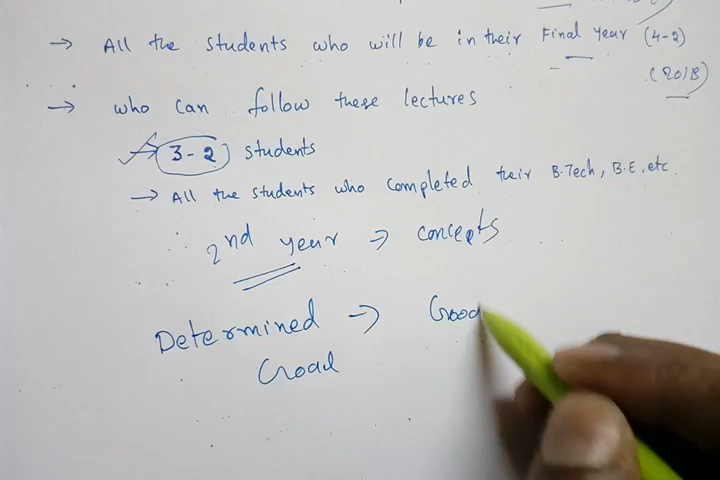 → All the students who will be in their Final Year (4-2)
(2018)
→ who can follow these lectures
→ 3-2 students
→ All the students who completed their B.Tech, B.E, etc.
2nd year → concepts
Determined → Good
Goal